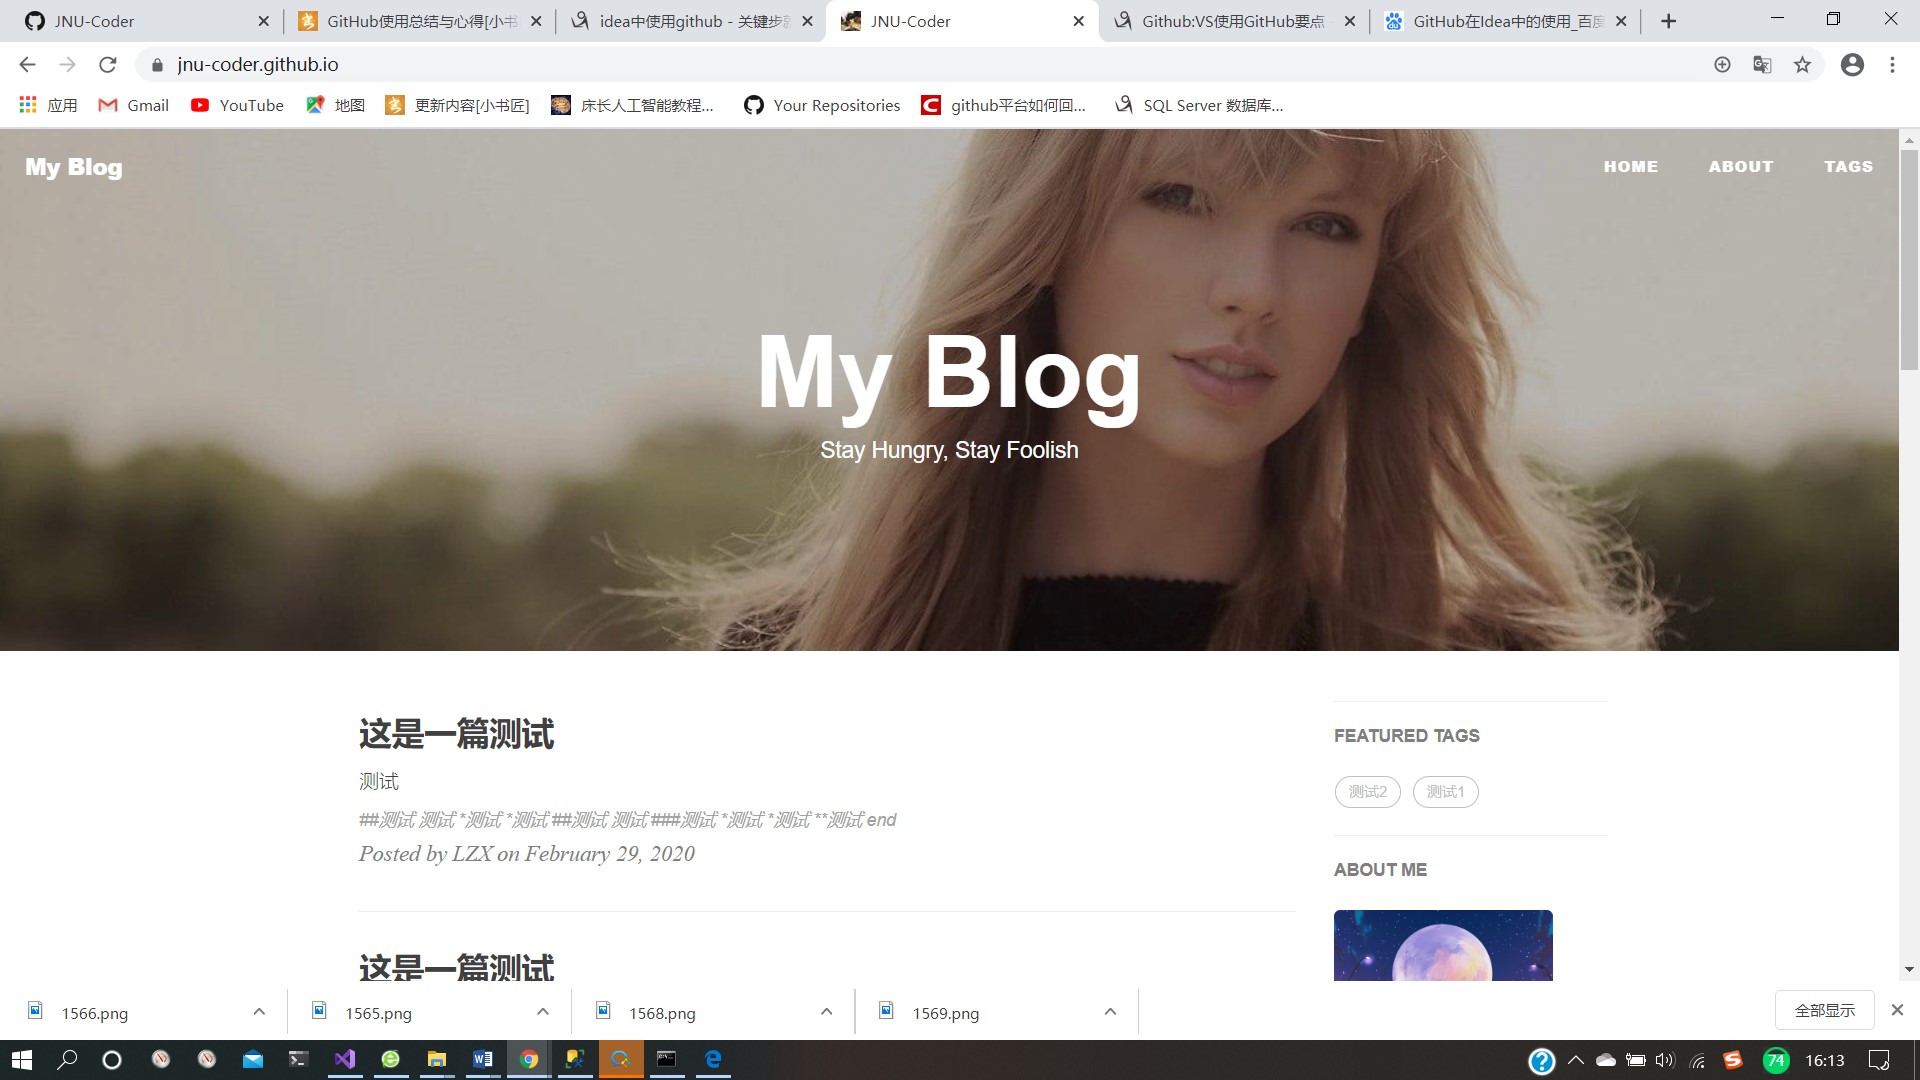 JNU-Coder
GitHub使用总结与心得[小书
idea中使用github - 关键步
JNU-Coder
Github:VS使用GitHub要点
GitHub在Idea中的使用_百度
jnu-coder.github.io
应用
Gmail
YouTube
地图
更新内容[小书匠]
床长人工智能教程...
Your Repositories
github平台如何回...
SQL Server 数据库...
My Blog
HOME
ABOUT
TAGS
My Blog
Stay Hungry, Stay Foolish
这是一篇测试
测试
##测试 测试 *测试 *测试 ##测试 测试 ###测试 *测试 *测试 **测试 end
Posted by LZX on February 29, 2020
这是一篇测试
FEATURED TAGS
测试2
测试1
ABOUT ME
1566.png
1565.png
1568.png
1569.png
全部显示
74
16:13